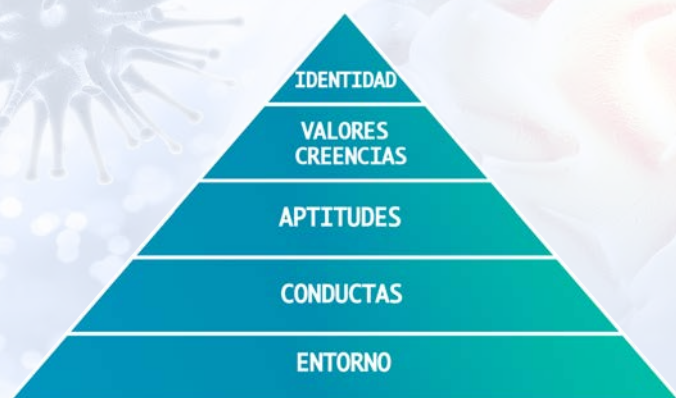 IDENTIDAD
VALORES
CREENCIAS
APTITUDES
CONDUCTAS
ENTORNO